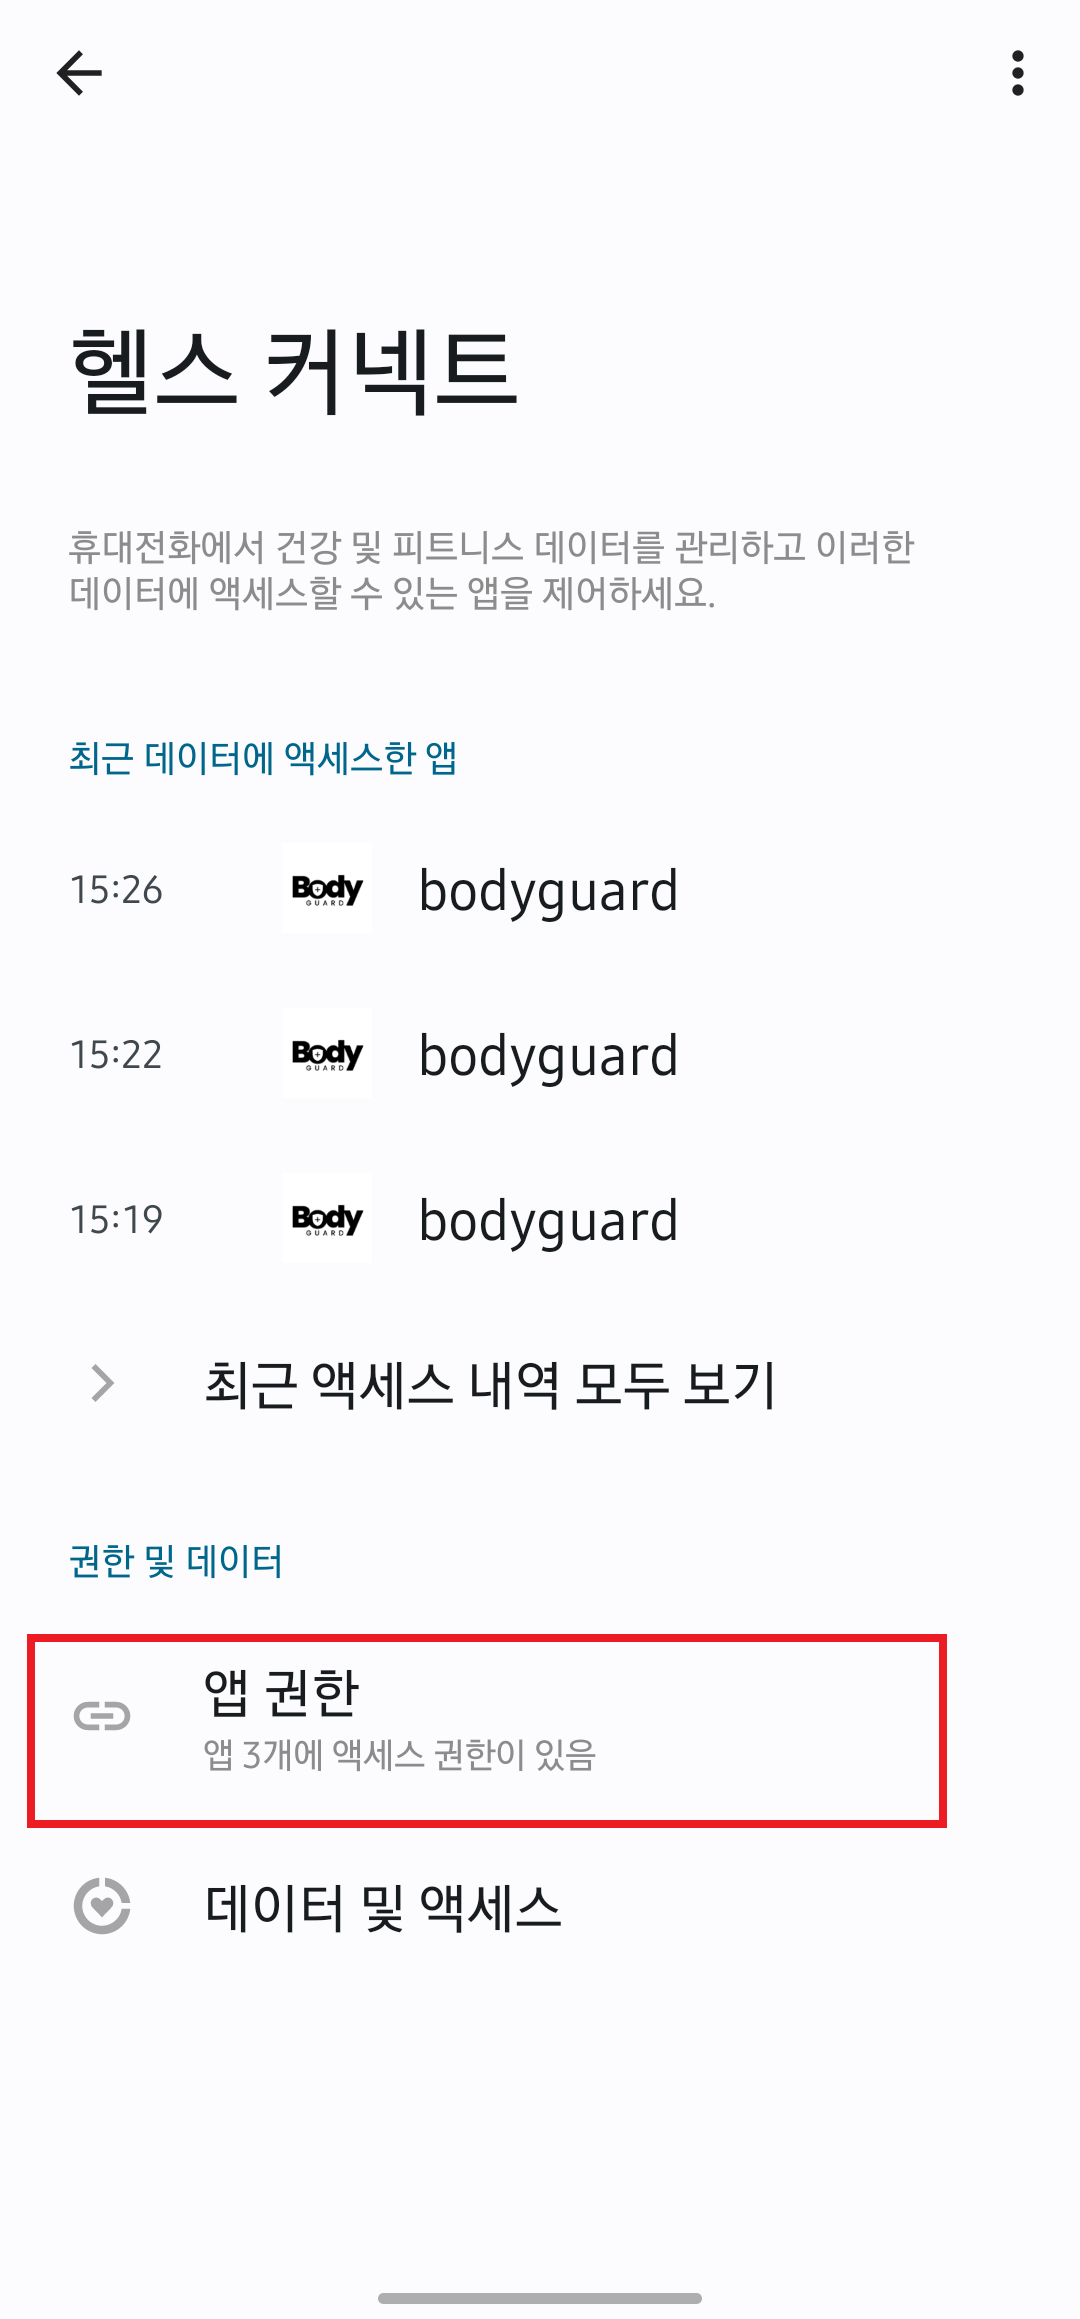 헬스 커넥트
휴대전화에서 건강 및 피트니스 데이터를 관리하고 이러한
데이터에 액세스할 수 있는 앱을 제어하세요.
최근 데이터에 액세스한 앱
15:26 Body GUARD bodyguard
15:22 Body GUARD bodyguard
15:19 Body GUARD bodyguard
최근 액세스 내역 모두 보기
권한 및 데이터
앱 권한
앱 3개에 액세스 권한이 있음
데이터 및 액세스